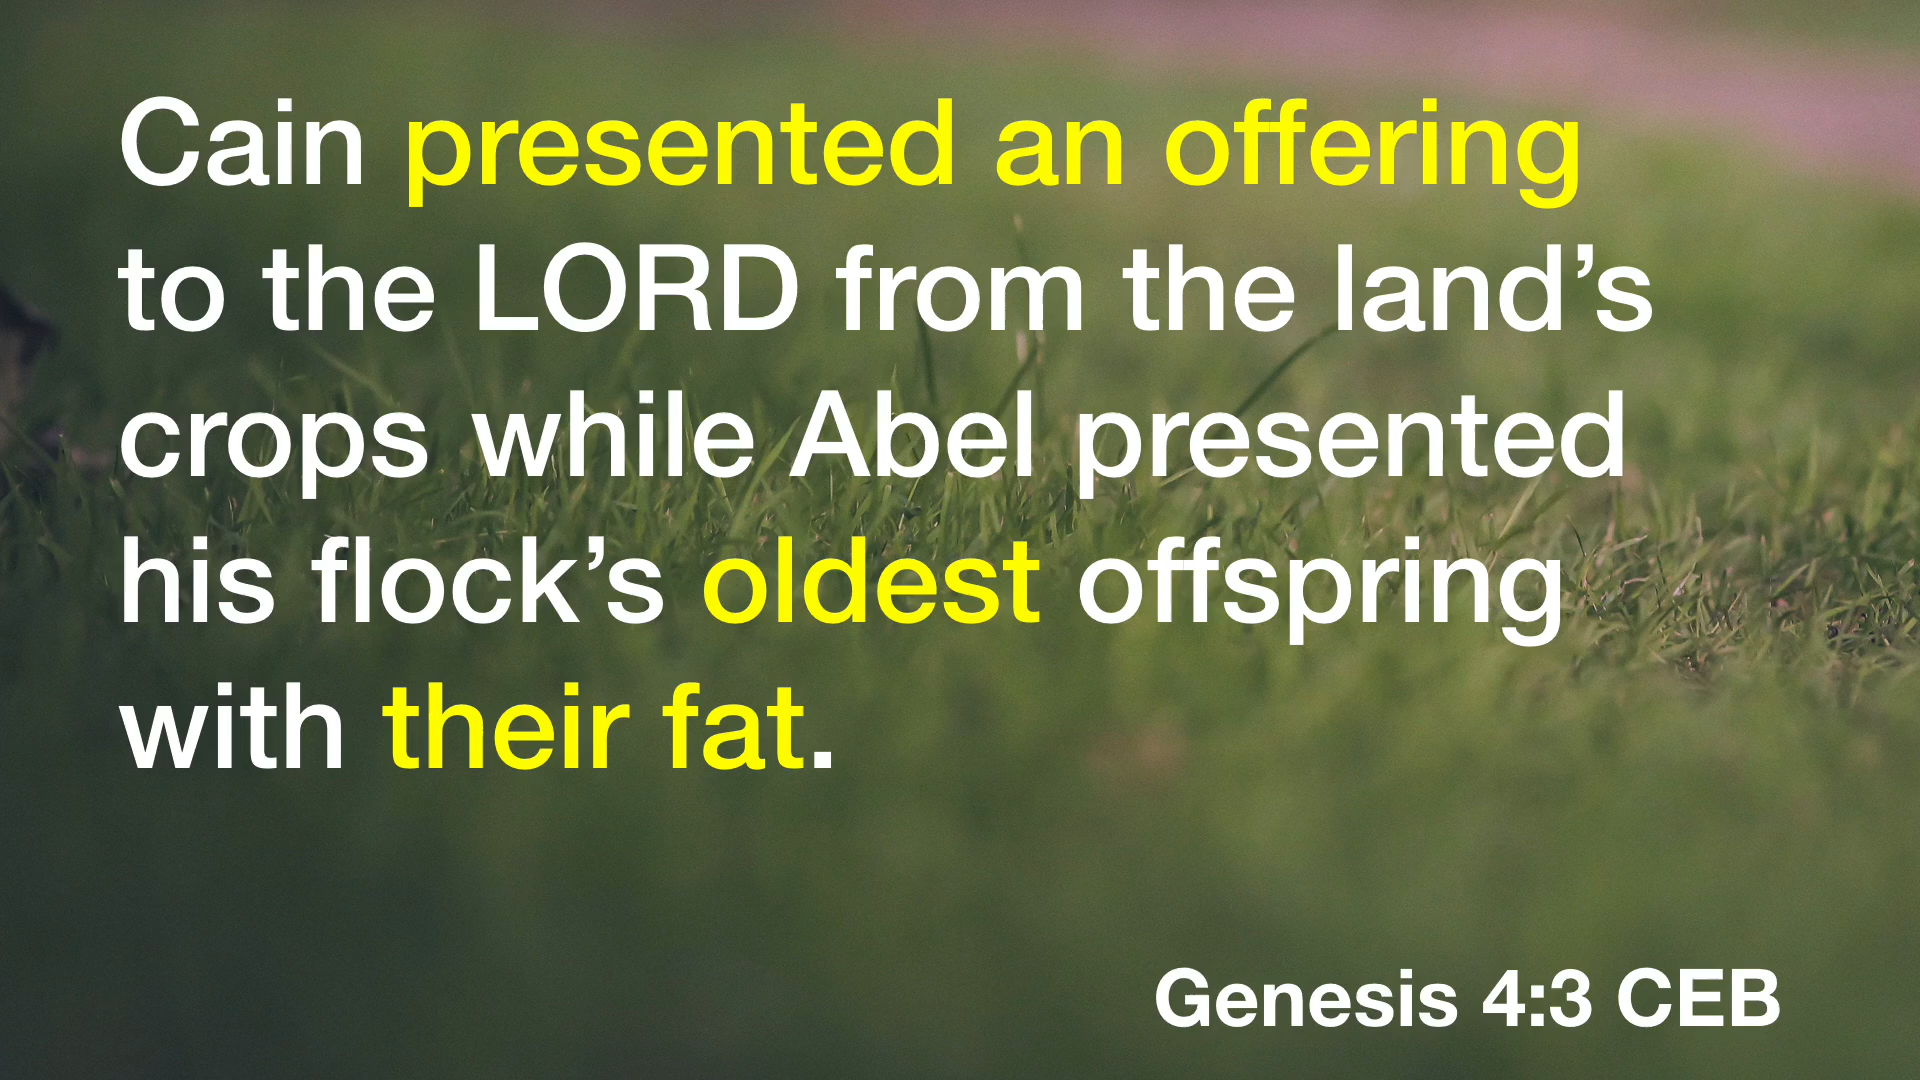 Cain presented an offering
to the LORD from the land’s
crops while Abel presented
his flock’s oldest offspring
with their fat.
Genesis 4:3 CEB